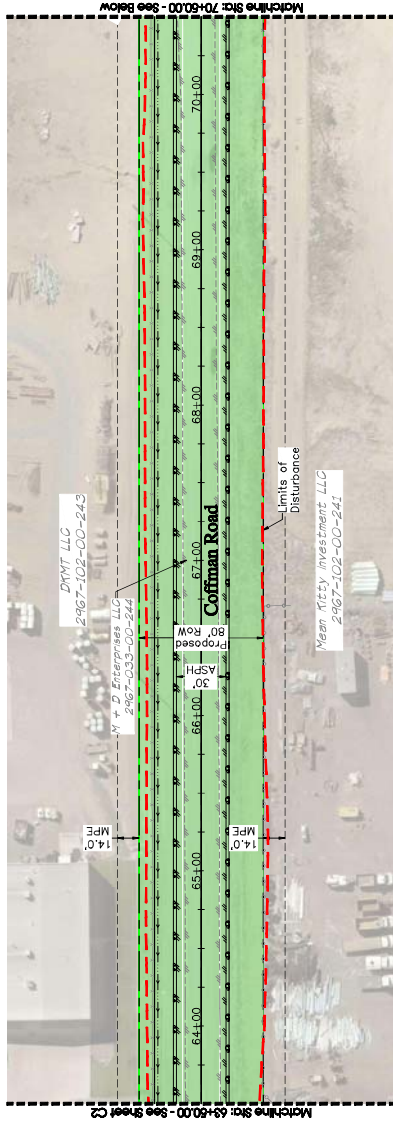 Matchline Sta: 70+60.00 - See Below
70+00
69+00
68+00
67+00
66+00
65+00
64+00
Coffman Road
DKMT LLC
2967-102-00-243
M + D Enterprises LLC
2967-033-00-244
Limits of
Disturbance
Mean Kitty Investment LLC
2967-102-00-241
Proposed
80' RoW
30'
ASPH
14.0'
MPE
14.0'
MPE
Matchline Sta: 63+60.00 - See Sheet C2